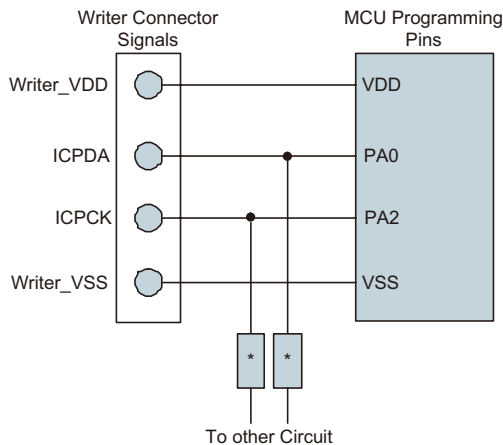 Writer Connector
Signals
MCU Programming
Pins
Writer_VDD
VDD
ICPDA
PA0
ICPCK
PA2
Writer_VSS
VSS
*
*
To other Circuit